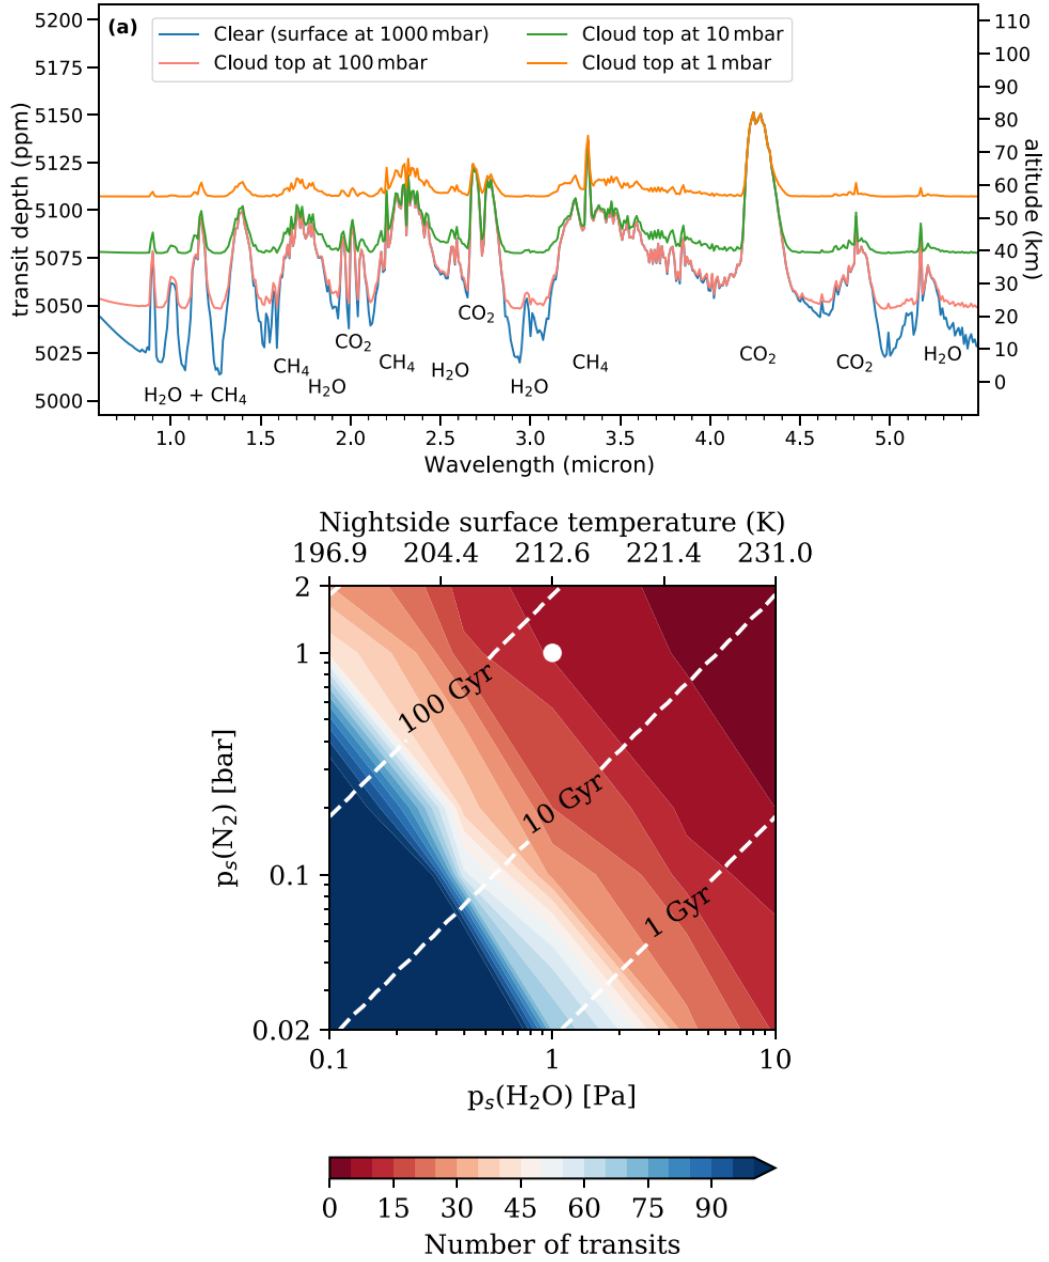 (a)
Clear (surface at 1000 mbar)
Cloud top at 100 mbar
Cloud top at 10 mbar
Cloud top at 1 mbar
transit depth (ppm)
5200
5175
5150
5125
5100
5075
5050
5025
5000
altitude (km)
110
100
90
80
70
60
50
40
30
20
10
0
H₂O + CH₄
CH₄
H₂O
CO₂
CH₄
H₂O
CO₂
H₂O
CH₄
CO₂
CO₂
H₂O
1.0 1.5 2.0 2.5 3.0 3.5 4.0 4.5 5.0
Wavelength (micron)
Nightside surface temperature (K)
196.9 204.4 212.6 221.4 231.0
pₛ(N₂) [bar]
2
1
0.1
0.02
100 Gyr
10 Gyr
1 Gyr
0.1 1 10
pₛ(H₂O) [Pa]
0 15 30 45 60 75 90
Number of transits